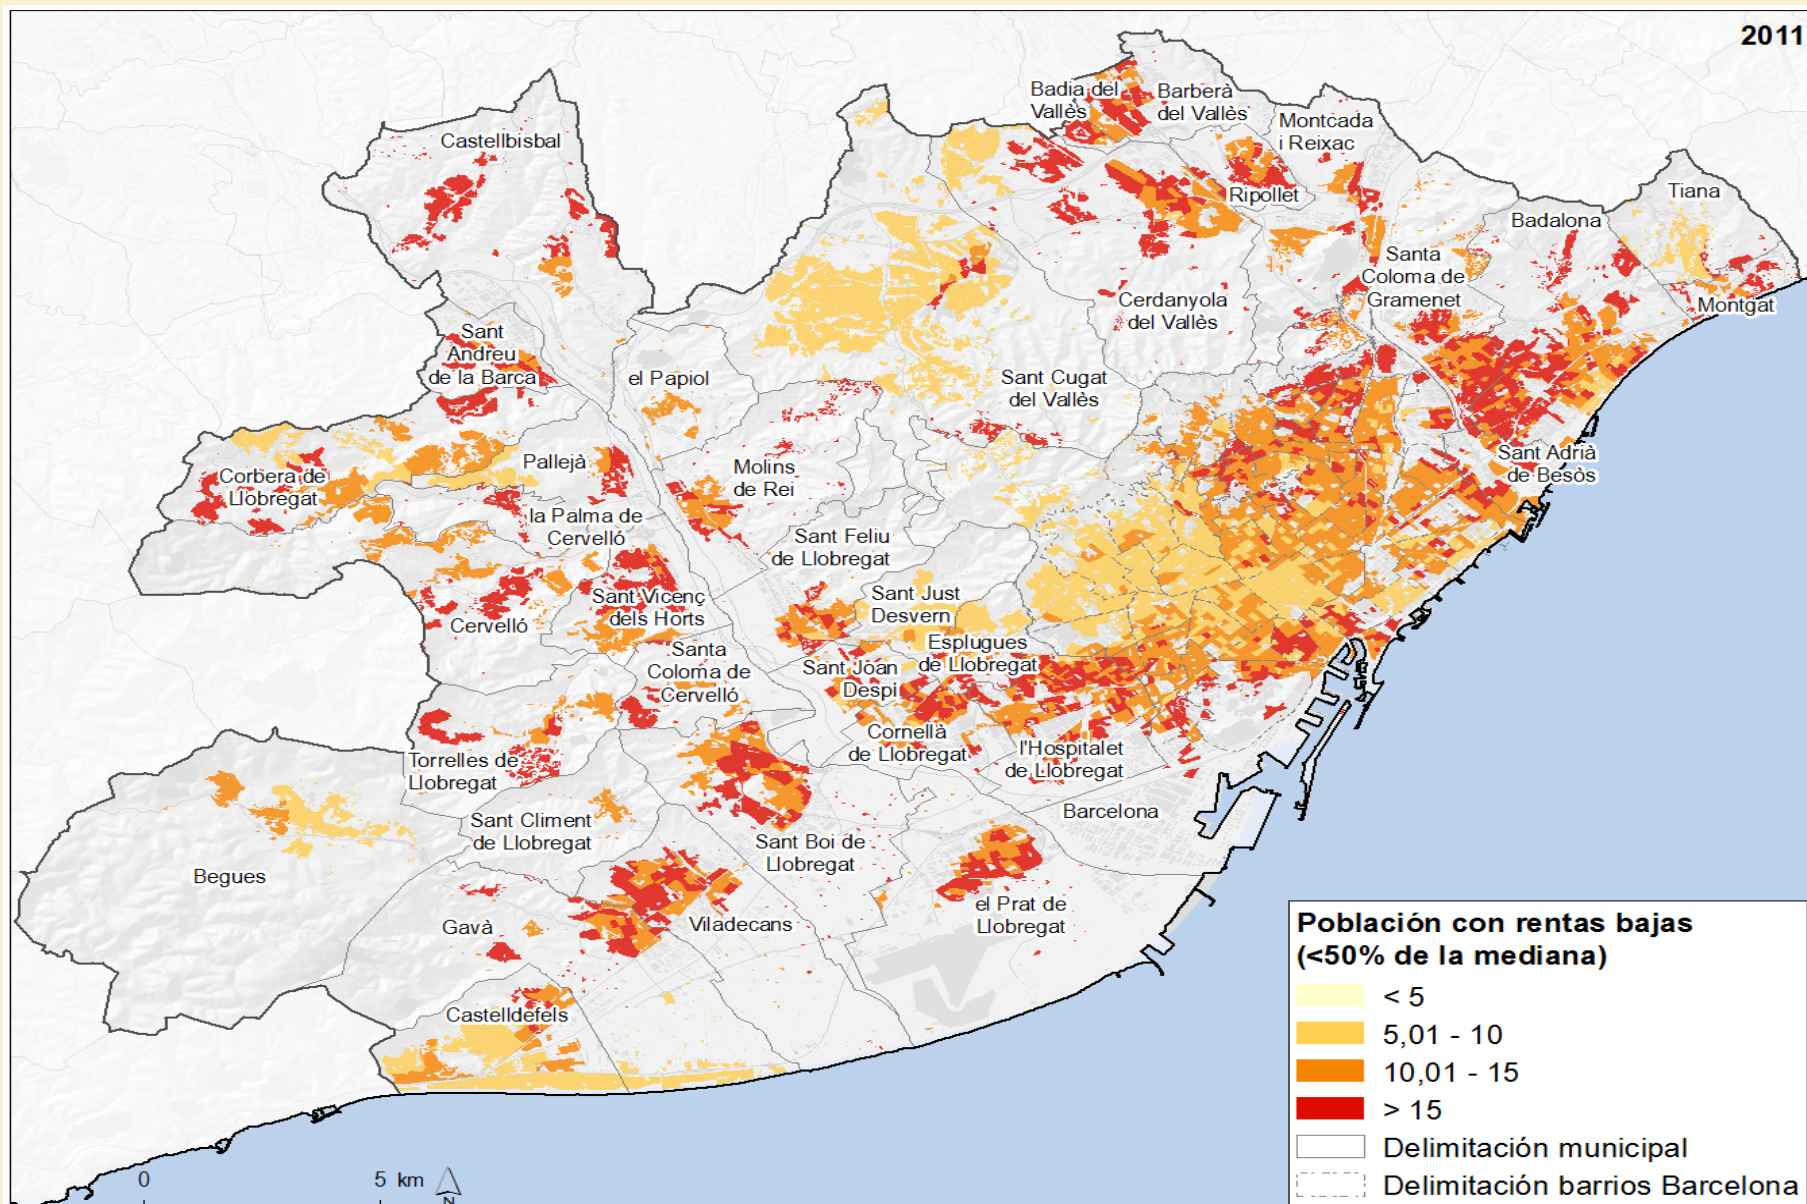 2011
Badia del
Vallès
Barberà
del Vallès
Montcada
i Reixac
Castellbisbal
Ripollet
Tiana
Badalona
Santa
Coloma de
Gramenet
Cerdanyola
del Vallès
Montgat
Sant
Andreu
de la Barca
el Papiol
Sant Cugat
del Vallès
Corbera de
Llobregat
Pallejà
Molins
de Rei
Sant Adrià
de Besòs
la Palma de
Cervelló
Sant Feliu
de Llobregat
Sant Vicenç
dels Horts
Sant Just
Desvern
Cervelló
Esplugues
de Llobregat
Santa
Coloma de
Cervelló
Sant Joan
Despí
Cornellà
de Llobregat
l'Hospitalet
de Llobregat
Torrelles de
Llobregat
Barcelona
Sant Climent
de Llobregat
Sant Boi de
Llobregat
Begues
Gavà
Viladecans
el Prat de
Llobregat
Castelldefels
Población con rentas bajas
(<50% de la mediana)
< 5
5,01 - 10
10,01 - 15
> 15
Delimitación municipal
Delimitación barrios Barcelona
0 5 km
N